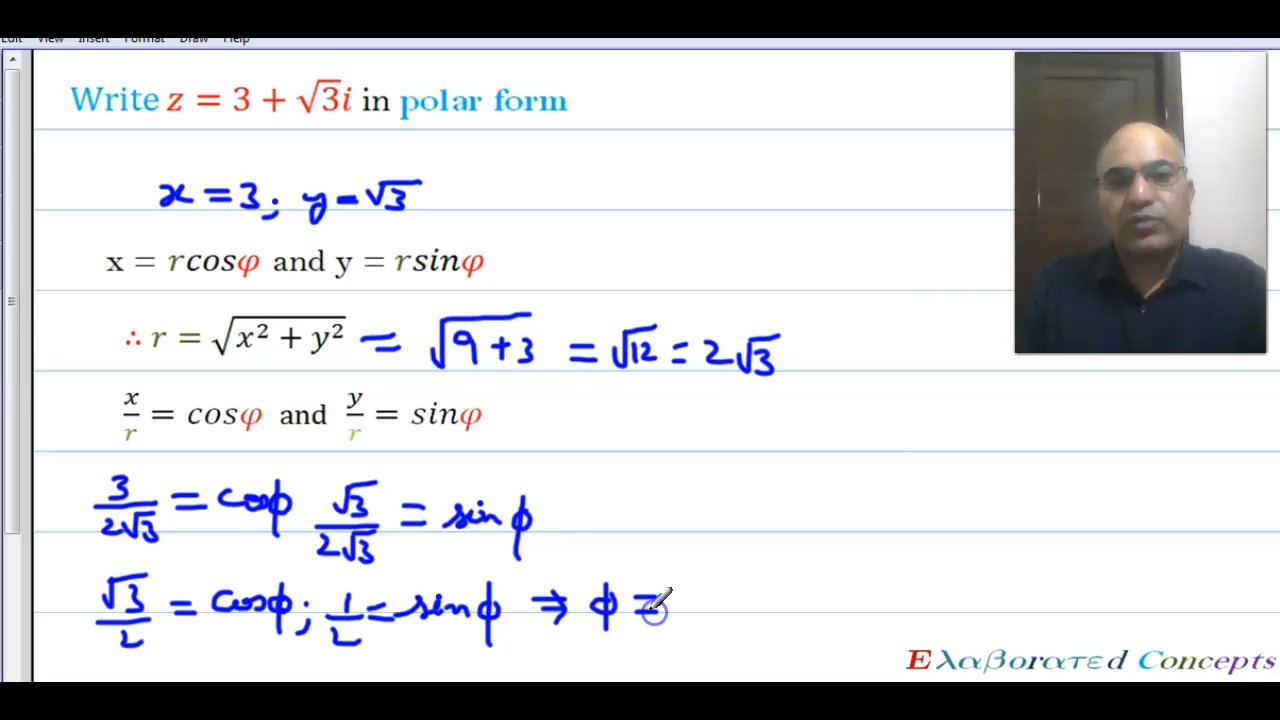 Edit View Insert Format Draw Help
Write z = 3 + √3i in polar form
x = 3; y = √3
x = rcosφ and y = rsinφ
∴ r = √(x² + y²) = √(9+3) = √12 = 2√3
x/r = cosφ and y/r = sinφ
3/2√3 = cosφ √3/2√3 = sinφ
√3/2 = cosφ; 1/2 = sinφ ⇒ φ =
Ελαβοratεd Concepts